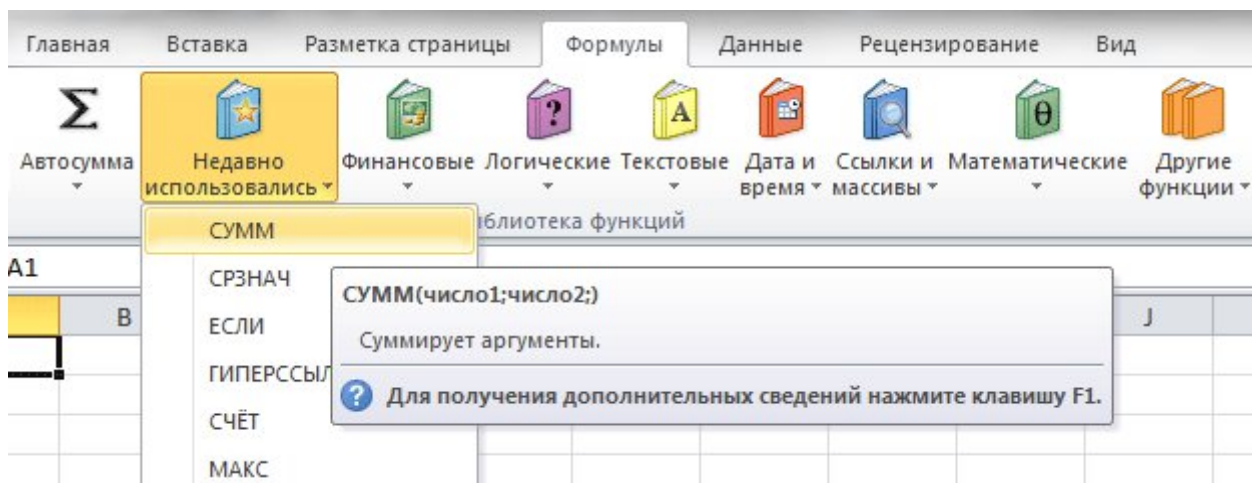 Главная Вставка Разметка страницы Формулы Данные Рецензирование Вид
Σ ? A θ
Автосумма Недавно использовались Финансовые Логические Текстовые Дата и время Ссылки и массивы Математические Другие функции
иблиотека функций
СУММ
A1
СРЗНАЧ
СУММ(число1;число2;)
B J
ЕСЛИ
Суммирует аргументы.
ГИПЕРССЫЛ
? Для получения дополнительных сведений нажмите клавишу F1.
СЧЁТ
МАКС